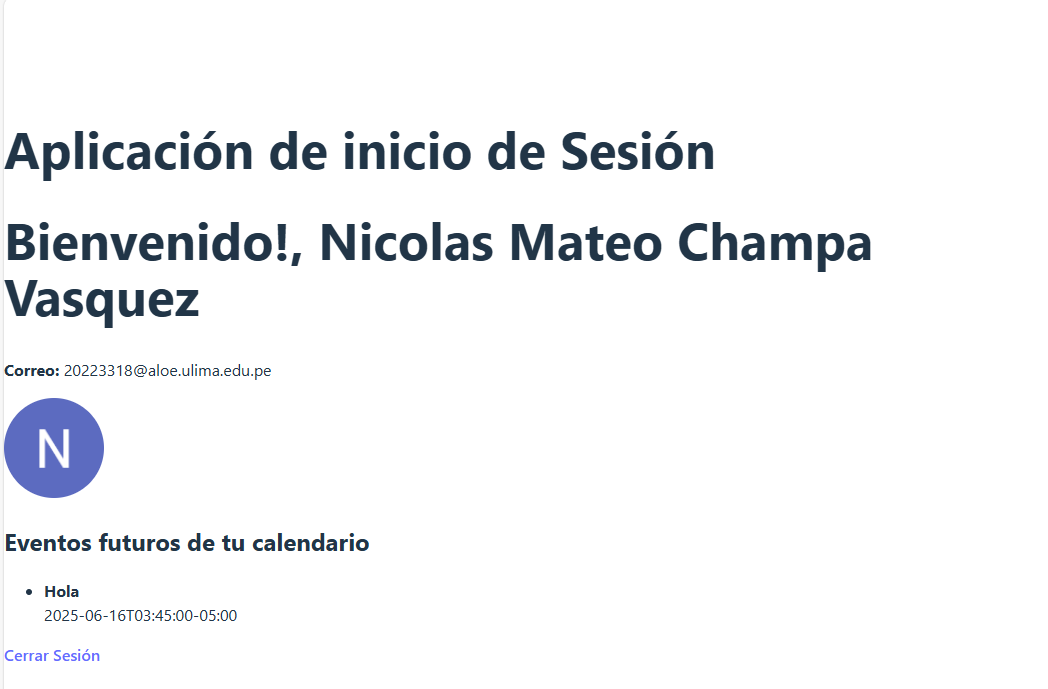 Aplicación de inicio de Sesión
Bienvenido!, Nicolas Mateo Champa
Vasquez
Correo: 20223318@aloe.ulima.edu.pe
N
Eventos futuros de tu calendario
Hola
2025-06-16T03:45:00-05:00
Cerrar Sesión